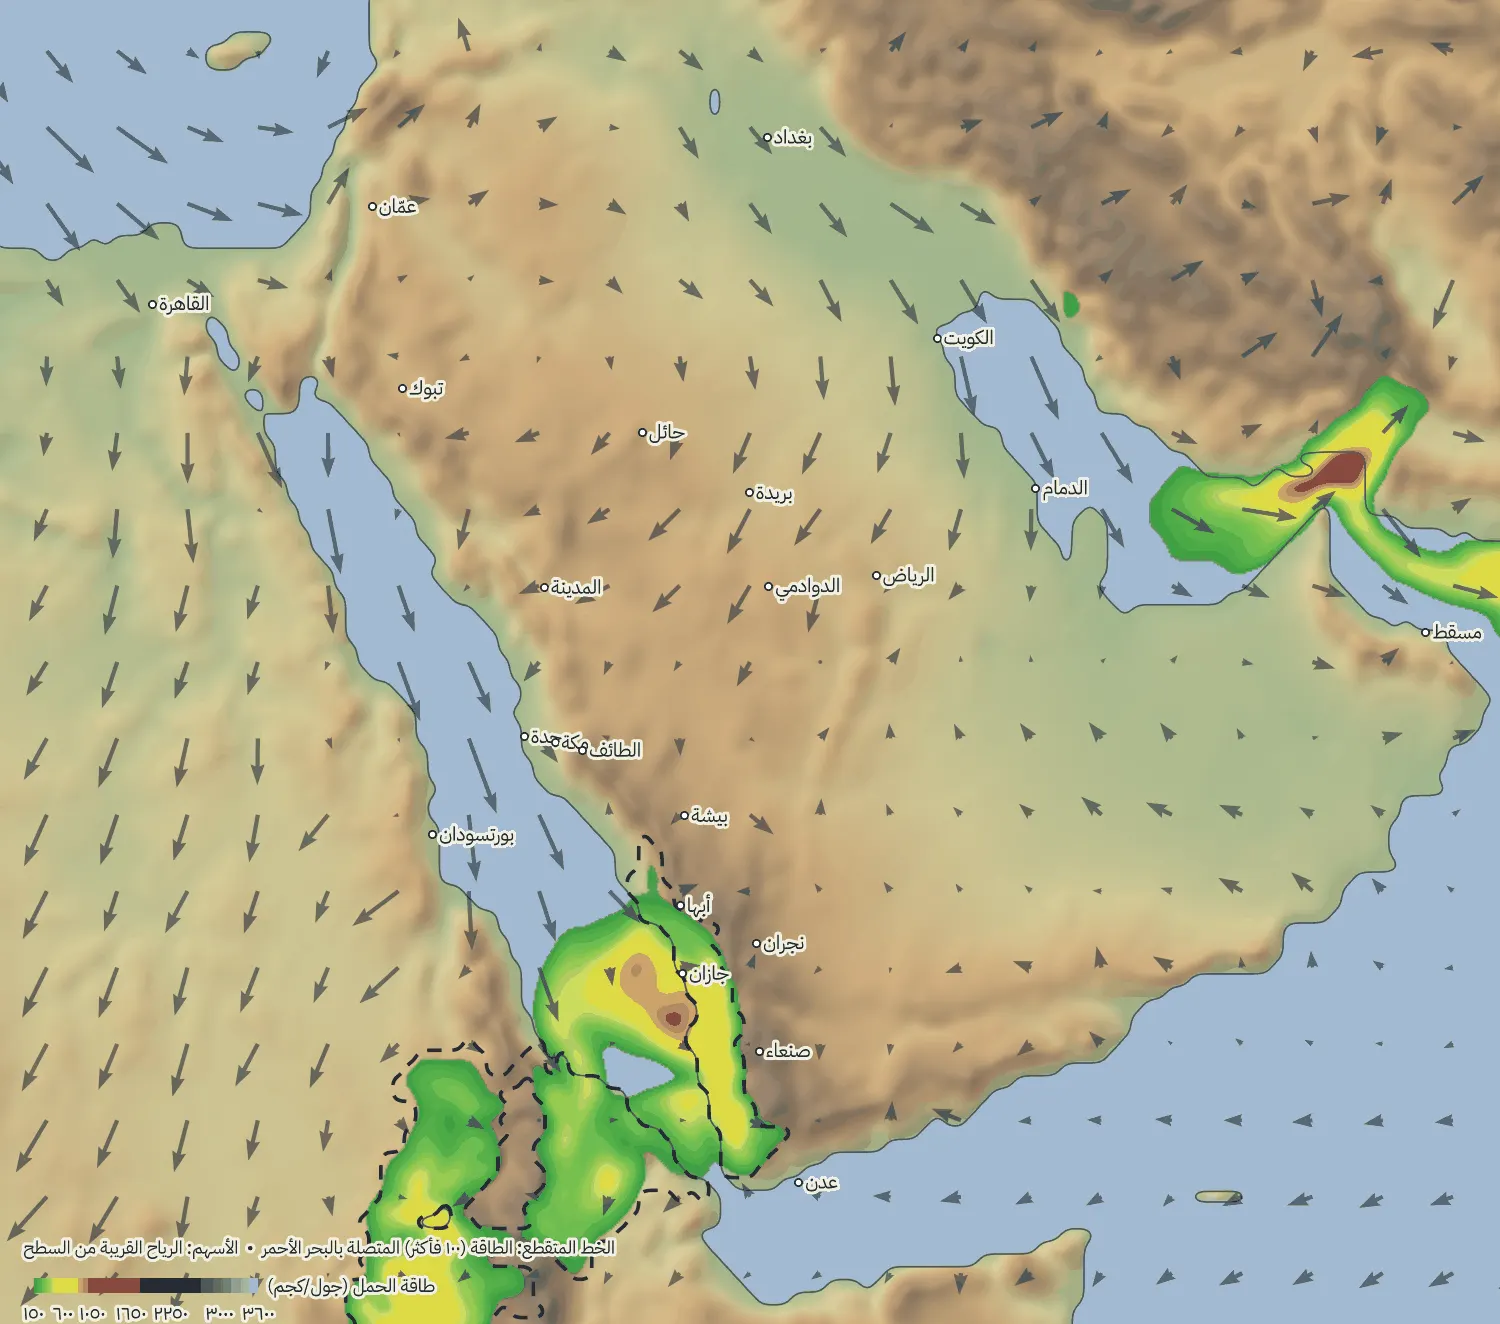 بغداد
عمّان
القاهرة
الكويت
تبوك
حائل
الدمام
بريدة
الرياض
الدوادمي
المدينة
مسقط
جدة
مكة
الطائف
بيشة
بورتسودان
أبها
نجران
جازان
صنعاء
عدن
الخط المتقطع: الطاقة (١٠٠ فأكثر) المتصلة بالبحر الأحمر • الأسهم: الرياح القريبة من السطح
طاقة الحمل (جول/كجم)
١٥٠ ٦٠٠ ١٠٥٠ ١٦٥٠ ٢٢٥٠ ٣٠٠٠ ٣٦٠٠